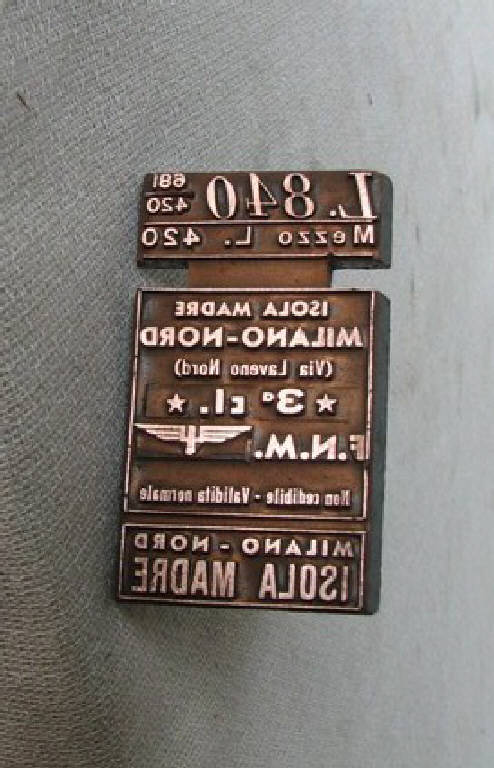 L. 840 681/420
Mezzo L. 420
ISOLA MADRE
MILANO-NORD
(Via Laveno Nord)
★ 3ª cl. ★
F.N.M.
Non cedibile - Validità normale
MILANO - NORD
ISOLA MADRE